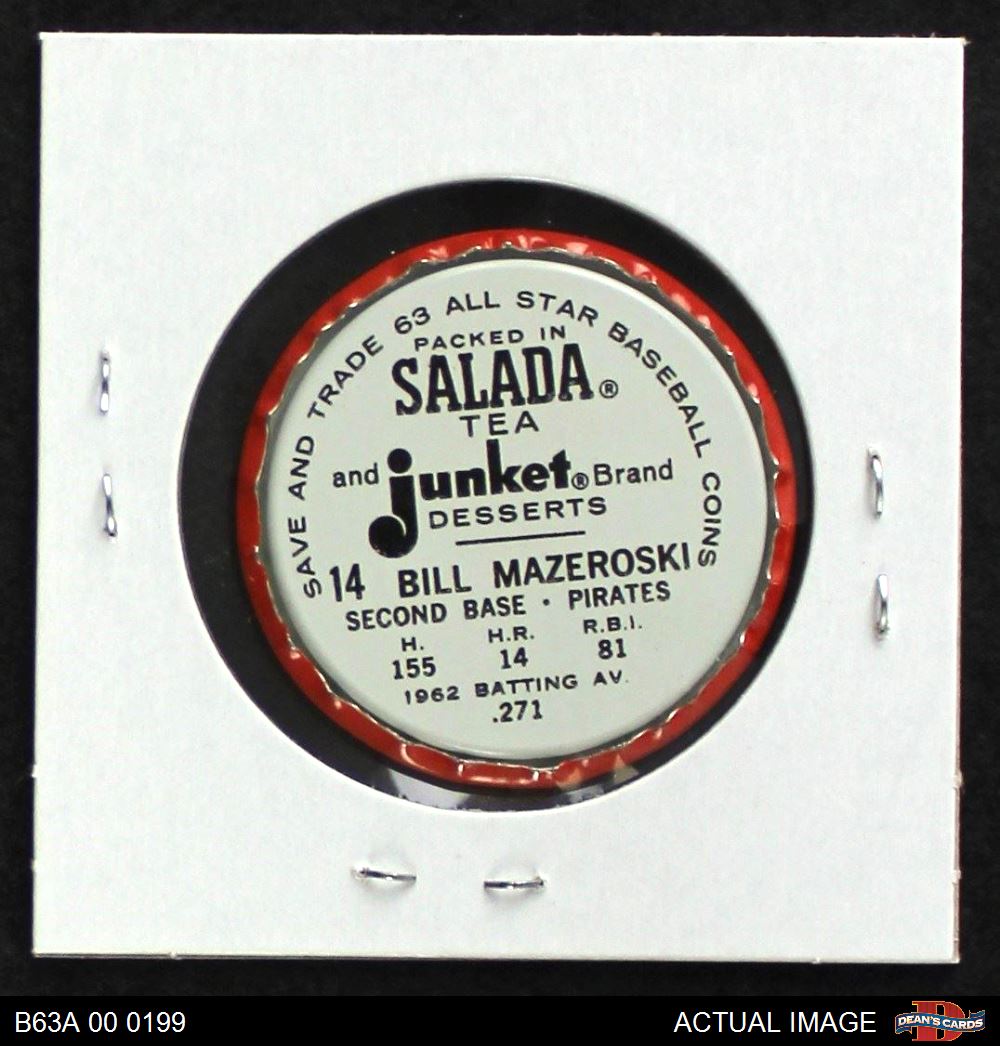 SAVE AND TRADE 63 ALL STAR BASEBALL COINS
PACKED IN
SALADA®
TEA
and junket® Brand
DESSERTS
14 BILL MAZEROSKI
SECOND BASE · PIRATES
H. H.R. R.B.I.
155 14 81
1962 BATTING AV.
.271
B63A 00 0199 ACTUAL IMAGE DEAN'S CARDS